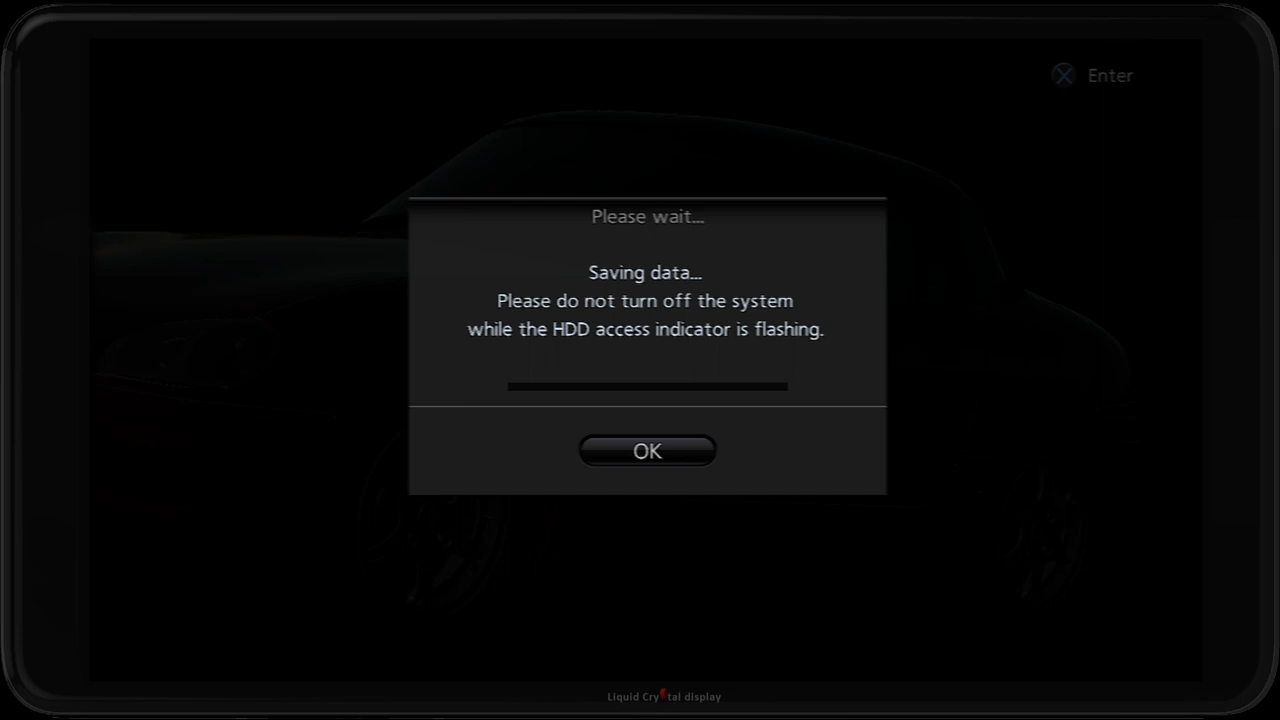 Enter
Please wait...
Saving data...
Please do not turn off the system
while the HDD access indicator is flashing.
OK
Liquid Crystal display